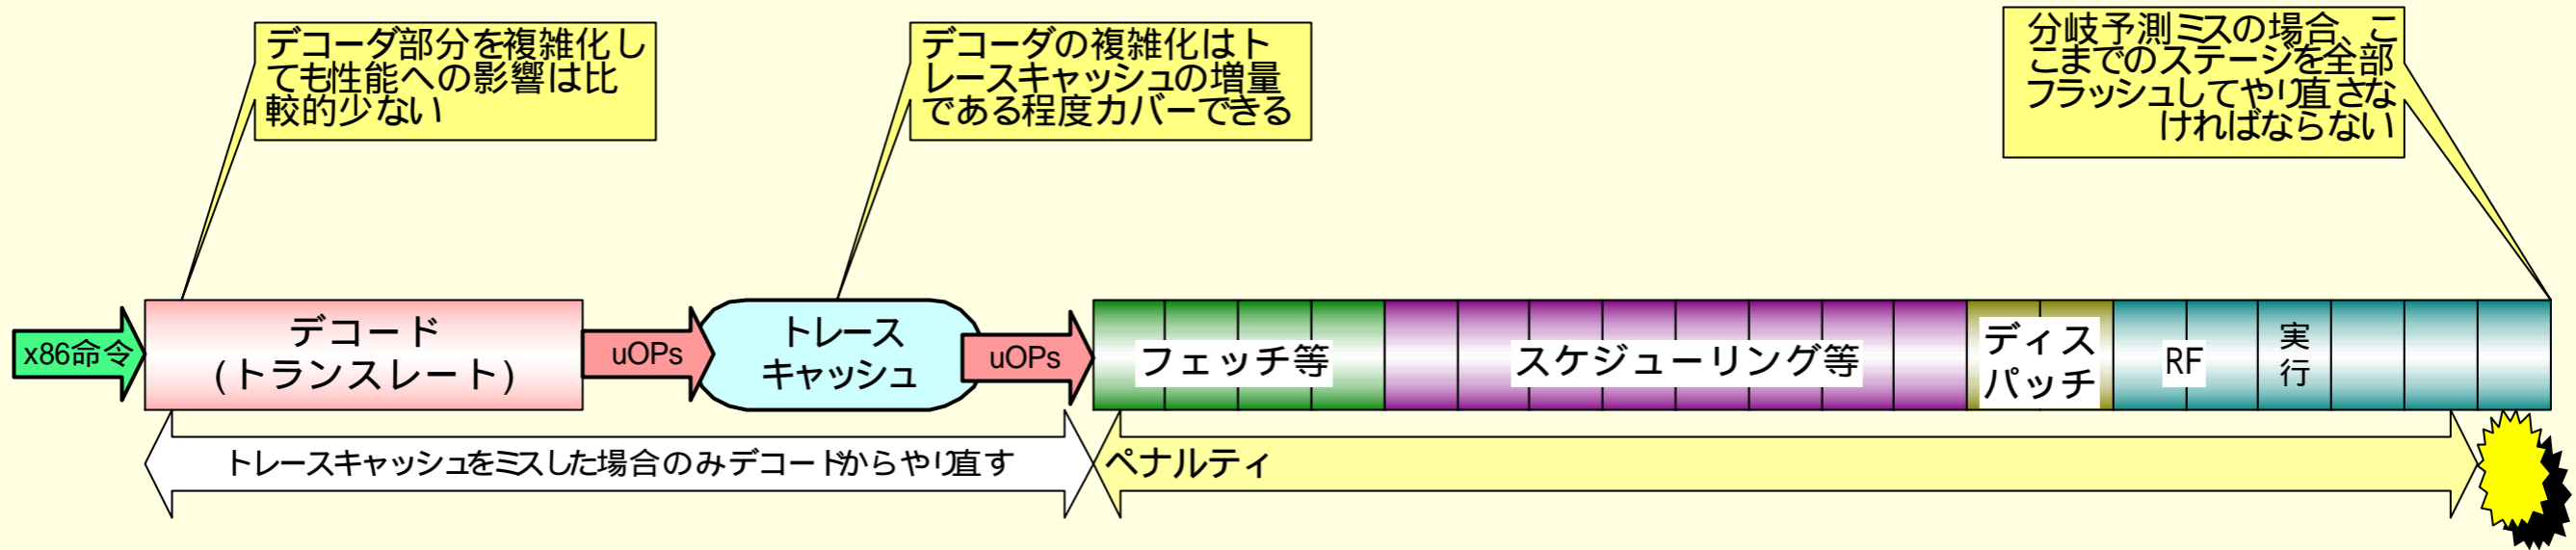 デコーダ部分を複雑化し
ても性能への影響は比
較的少ない
デコーダの複雑化はト
レースキャッシュの増量
である程度カバーできる
分岐予測ミスの場合、こ
こまでのステージを全部
フラッシュしてやり直さな
ければならない
x86命令
デコード
(トランスレート)
uOPs
トレース
キャッシュ
uOPs
フェッチ等
スケジューリング等
ディス
パッチ
RF
実
行
トレースキャッシュをミスした場合のみデコードからやり直す
ペナルティ